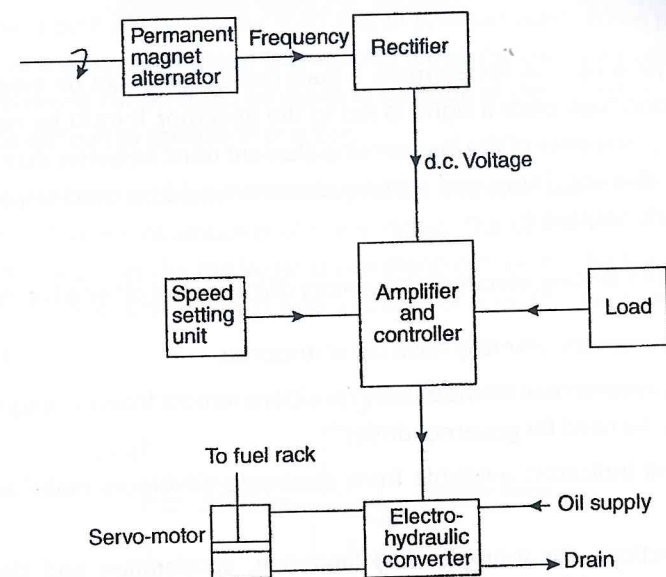 Permanent
magnet
alternator
Frequency
Rectifier
d.c. Voltage
Speed
setting
unit
Amplifier
and
controller
Load
To fuel rack
Servo-motor
Electro-
hydraulic
converter
Oil supply
Drain